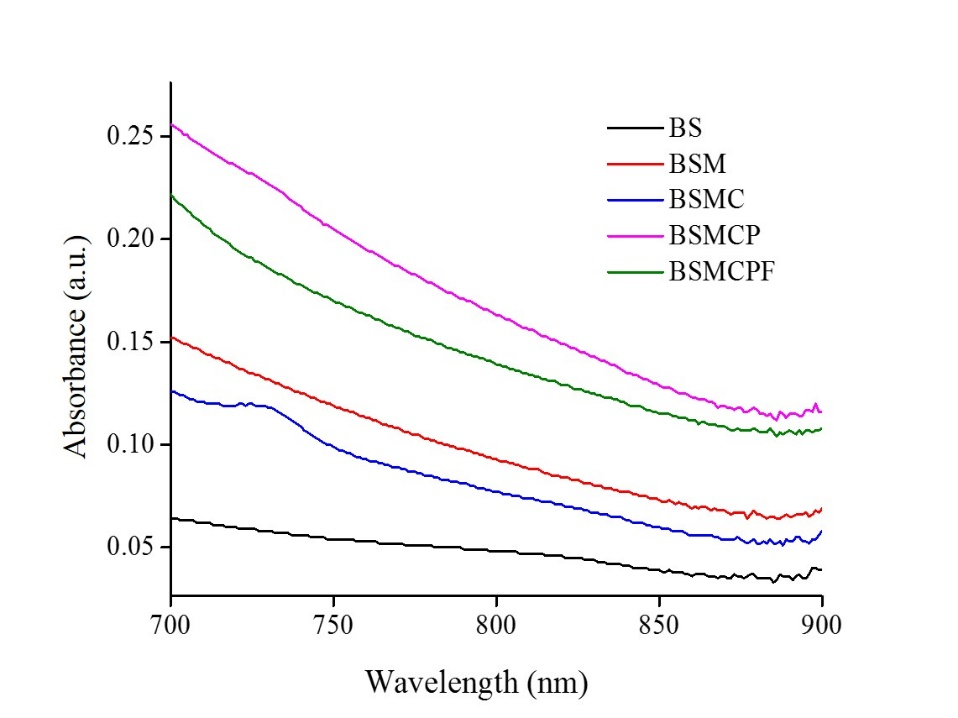 0.25
0.20
0.15
0.10
0.05
Absorbance (a.u.)
BS
BSM
BSMC
BSMCP
BSMCPF
700
750
800
850
900
Wavelength (nm)